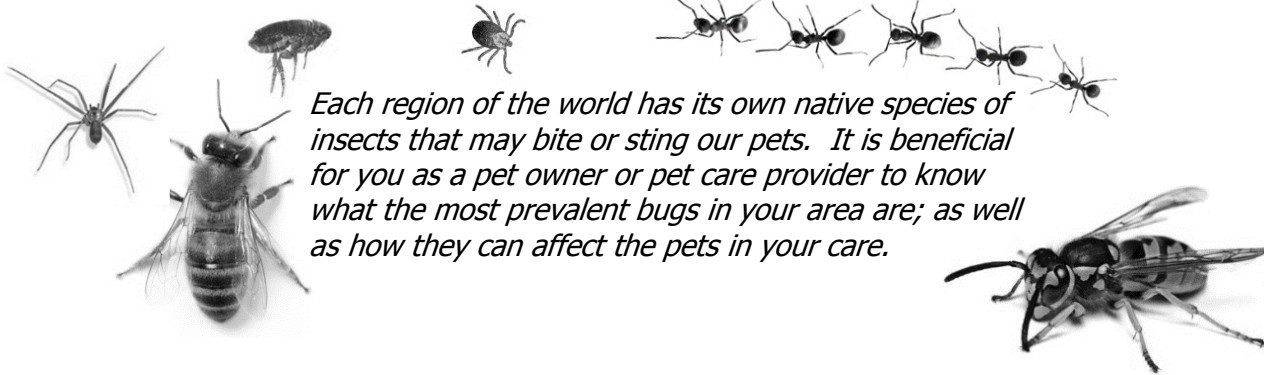 Each region of the world has its own native species of
insects that may bite or sting our pets.  It is beneficial
for you as a pet owner or pet care provider to know
what the most prevalent bugs in your area are; as well
as how they can affect the pets in your care.